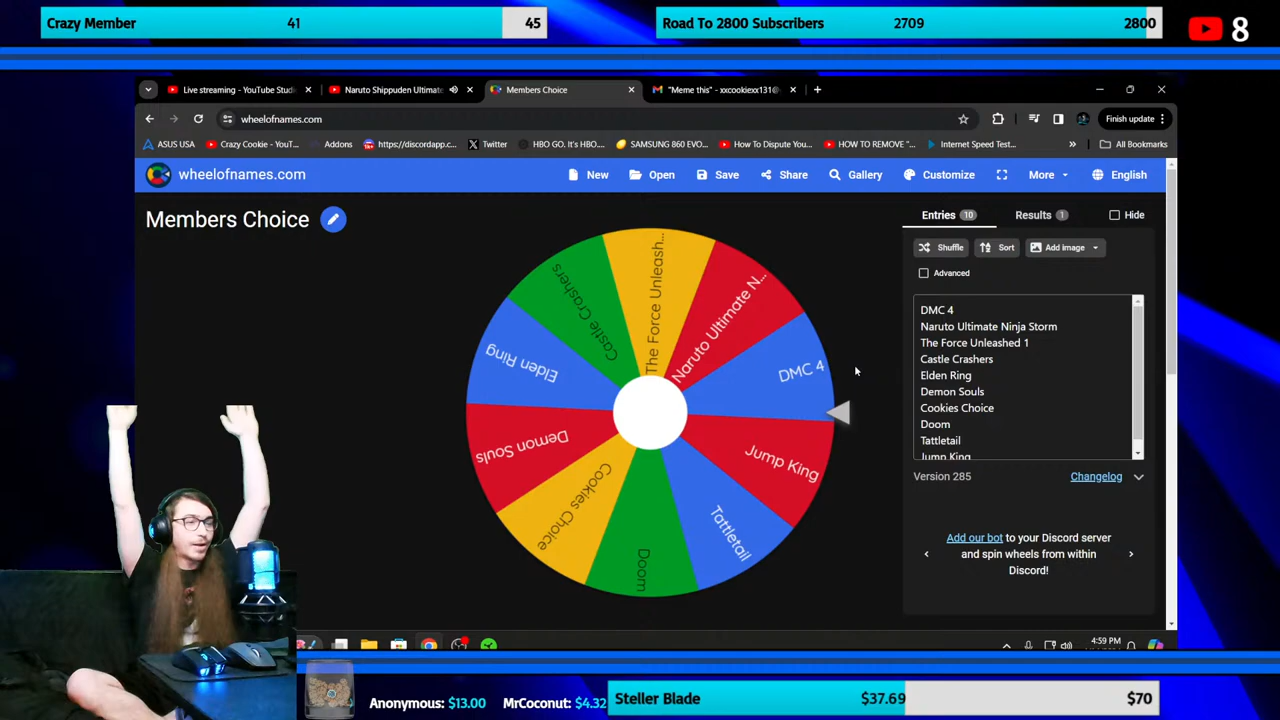 Crazy Member 41 45
Road To 2800 Subscribers 2709 2800
8
Live streaming - YouTube Studi
Naruto Shippuden Ultimate
Members Choice
"Meme this" - xxcookiexx131@
wheelofnames.com
Finish update
ASUS USA
Crazy Cookie - YouT...
Addons
https://discordapp.c...
Twitter
HBO GO. It's HBO....
SAMSUNG 860 EVO...
How To Dispute You...
HOW TO REMOVE "...
Internet Speed Test...
All Bookmarks
wheelofnames.com
New
Open
Save
Share
Gallery
Customize
More
English
Members Choice
Entries 10
Results 1
Hide
Shuffle
Sort
Add image
Advanced
DMC 4
Naruto Ultimate Ninja Storm
The Force Unleashed 1
Castle Crashers
Elden Ring
Demon Souls
Cookies Choice
Doom
Tattletail
Jump King
Version 285
Changelog
Add our bot to your Discord server
and spin wheels from within
Discord!
The Force Unleash...
Naruto Ultimate N...
DMC 4
Jump King
Tattletail
Doom
Cookies Choice
Demon Souls
Elden Ring
Castle Crashers
4:59 PM
Anonymous: $13.00
MrCoconut: $4.32
Steller Blade $37.69 $70